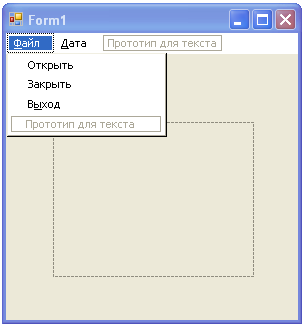 Form1
Файл Дата Прототип для текста
Открыть
Закрыть
Выход
Прототип для текста